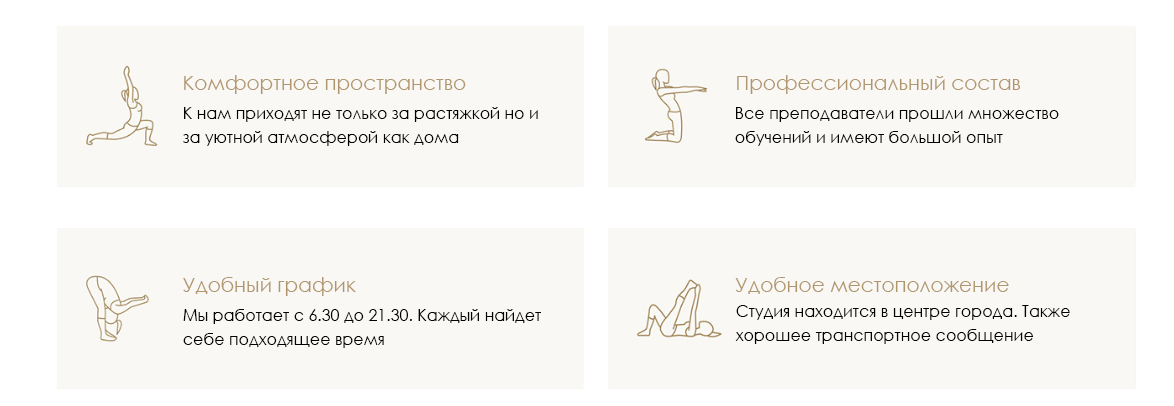 Комфортное пространство
К нам приходят не только за растяжкой но и
за уютной атмосферой как дома
Профессиональный состав
Все преподаватели прошли множество
обучений и имеют большой опыт
Удобный график
Мы работает с 6.30 до 21.30. Каждый найдет
себе подходящее время
Удобное местоположение
Студия находится в центре города. Также
хорошее транспортное сообщение